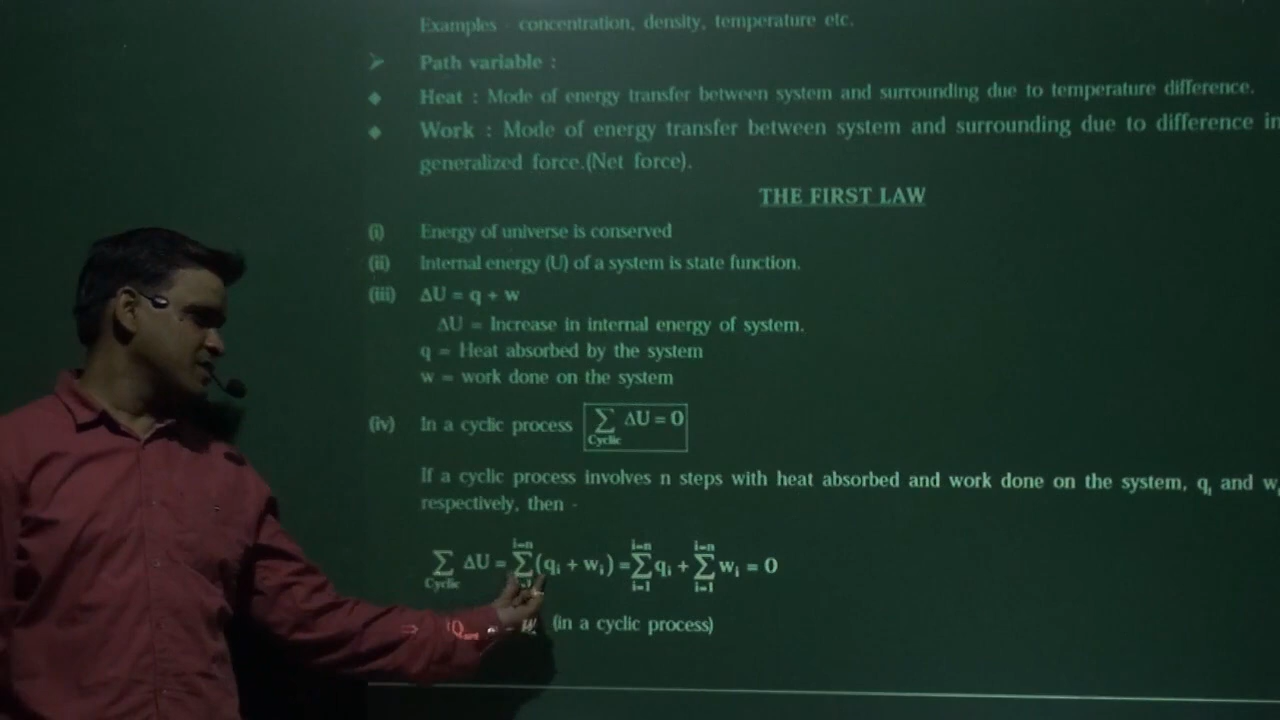 Examples - concentration, density, temperature etc.
➢ Path variable :
◆ Heat : Mode of energy transfer between system and surrounding due to temperature difference.
◆ Work : Mode of energy transfer between system and surrounding due to difference in
generalized force.(Net force).
THE FIRST LAW
(i) Energy of universe is conserved
(ii) Internal energy (U) of a system is state function.
(iii) ΔU = q + w
ΔU = Increase in internal energy of system.
q = Heat absorbed by the system
w = work done on the system
(iv) In a cyclic process ∑ ΔU = 0
Cyclic
If a cyclic process involves n steps with heat absorbed and work done on the system, qᵢ and wᵢ
respectively, then -
i=n i=n i=n
∑ ΔU = ∑(qᵢ + wᵢ) = ∑ qᵢ + ∑ wᵢ = 0
Cyclic i=1 i=1
⇒ (in a cyclic process)